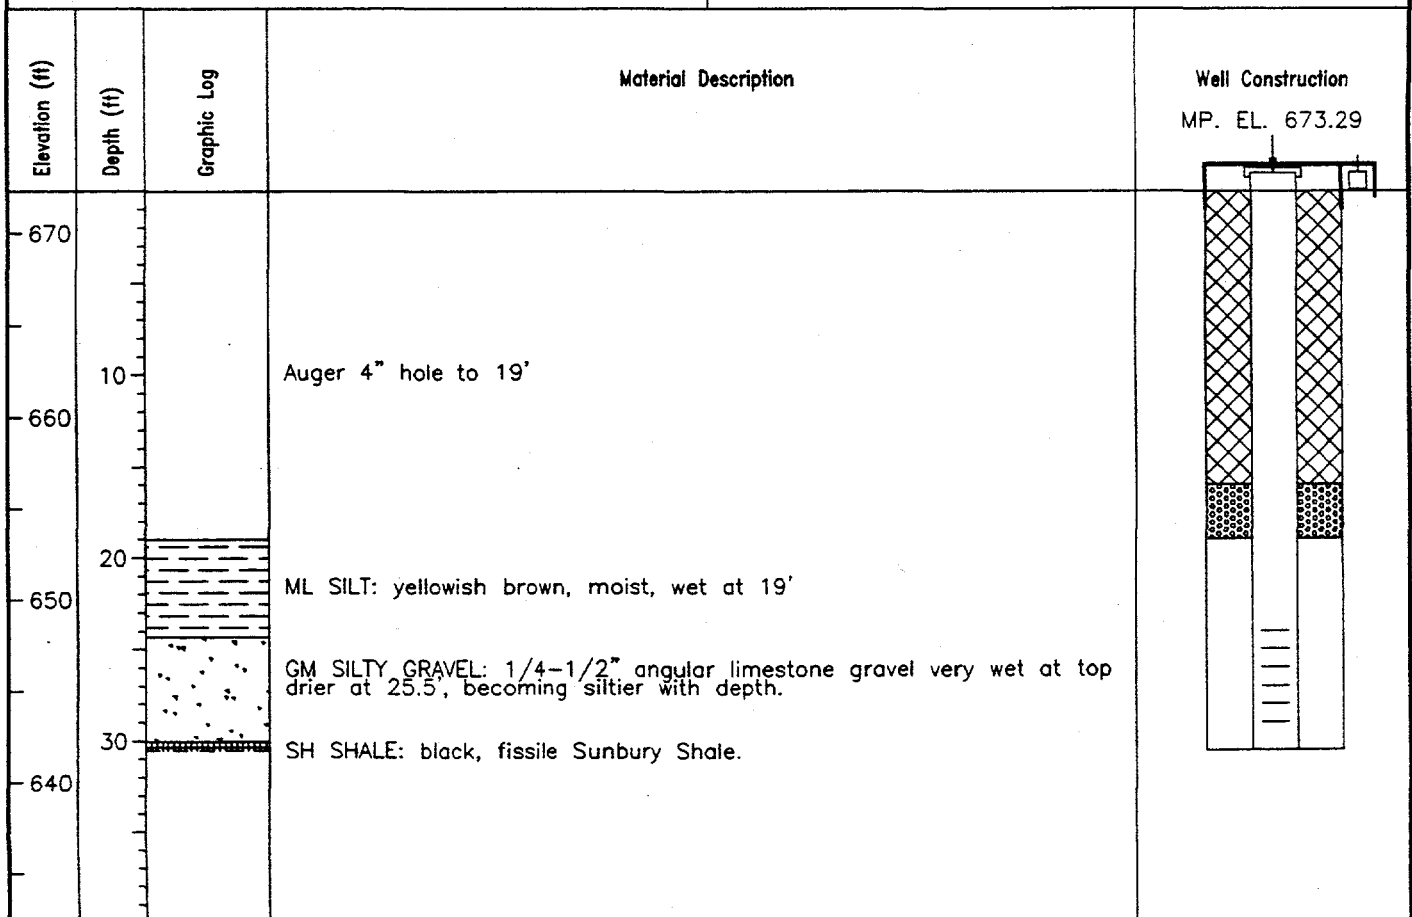 Elevation (ft)
Depth (ft)
Graphic Log
Material Description
Well Construction
MP. EL. 673.29
670
10
Auger 4" hole to 19'
660
20
ML SILT: yellowish brown, moist, wet at 19'
650
GM SILTY GRAVEL: 1/4-1/2" angular limestone gravel very wet at top
drier at 25.5', becoming siltier with depth.
30
SH SHALE: black, fissile Sunbury Shale.
640